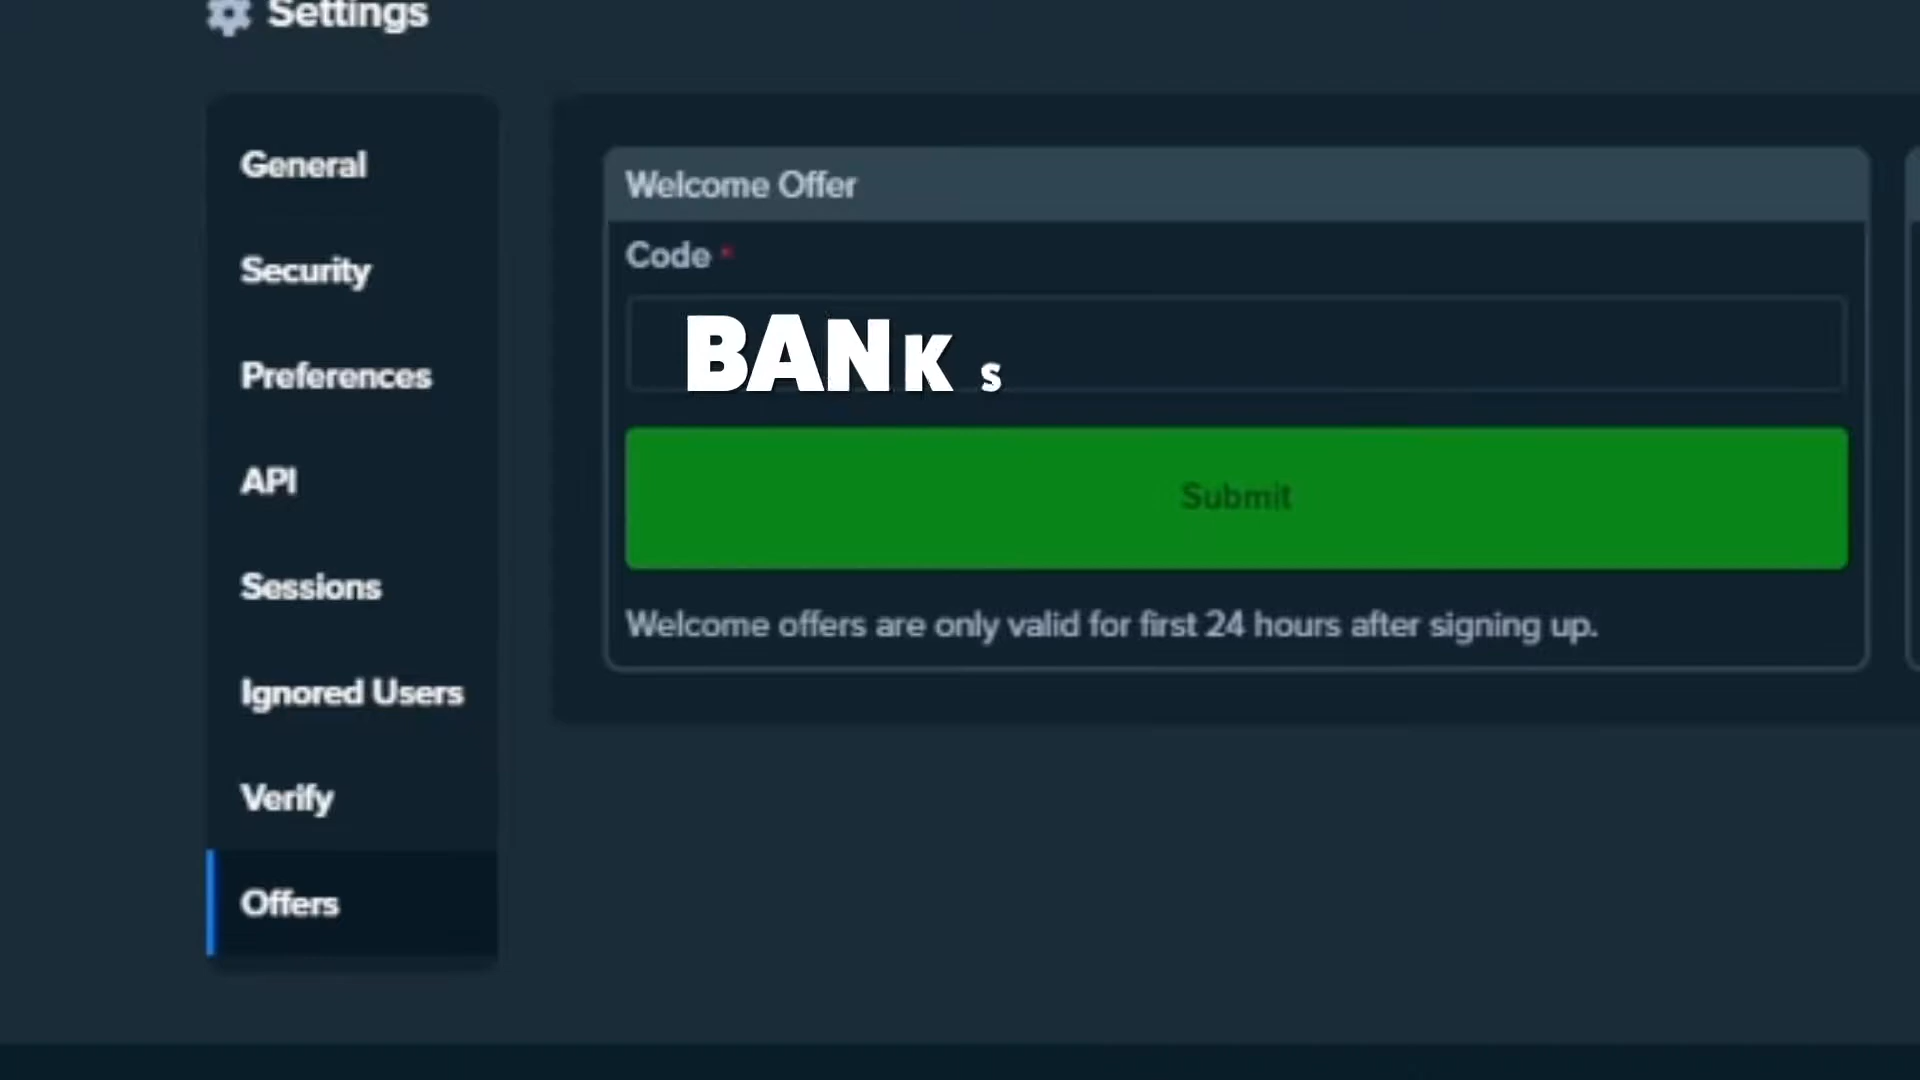 Settings
General
Security
Preferences
API
Sessions
Ignored Users
Verify
Offers
Welcome Offer
Code *
BANKS
Submit
Welcome offers are only valid for first 24 hours after signing up.